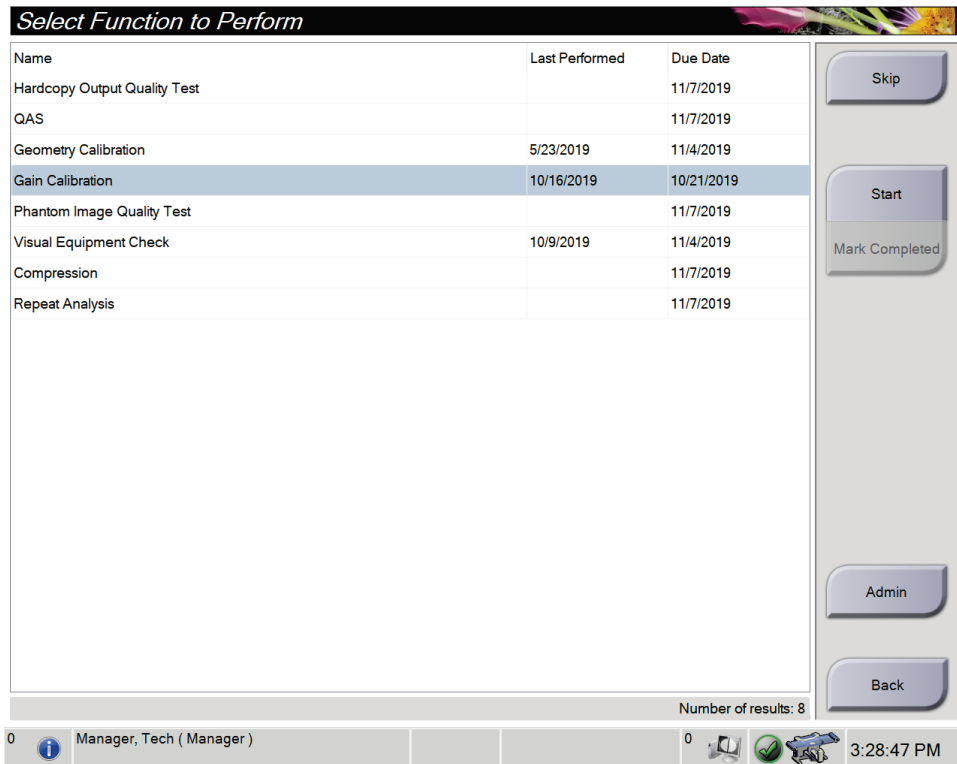 Select Function to Perform
Name Last Performed Due Date
Hardcopy Output Quality Test 11/7/2019
QAS 11/7/2019
Geometry Calibration 5/23/2019 11/4/2019
Gain Calibration 10/16/2019 10/21/2019
Phantom Image Quality Test 11/7/2019
Visual Equipment Check 10/9/2019 11/4/2019
Compression 11/7/2019
Repeat Analysis 11/7/2019
Number of results: 8
Skip
Start
Mark Completed
Admin
Back
0 Manager, Tech ( Manager ) 0 3:28:47 PM